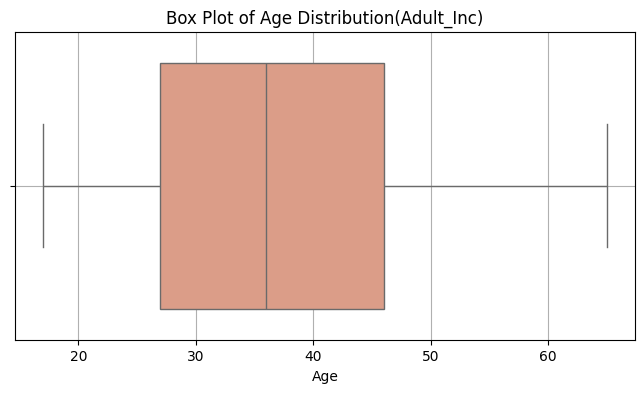 Box Plot of Age Distribution(Adult_Inc)
20 30 40 50 60
Age